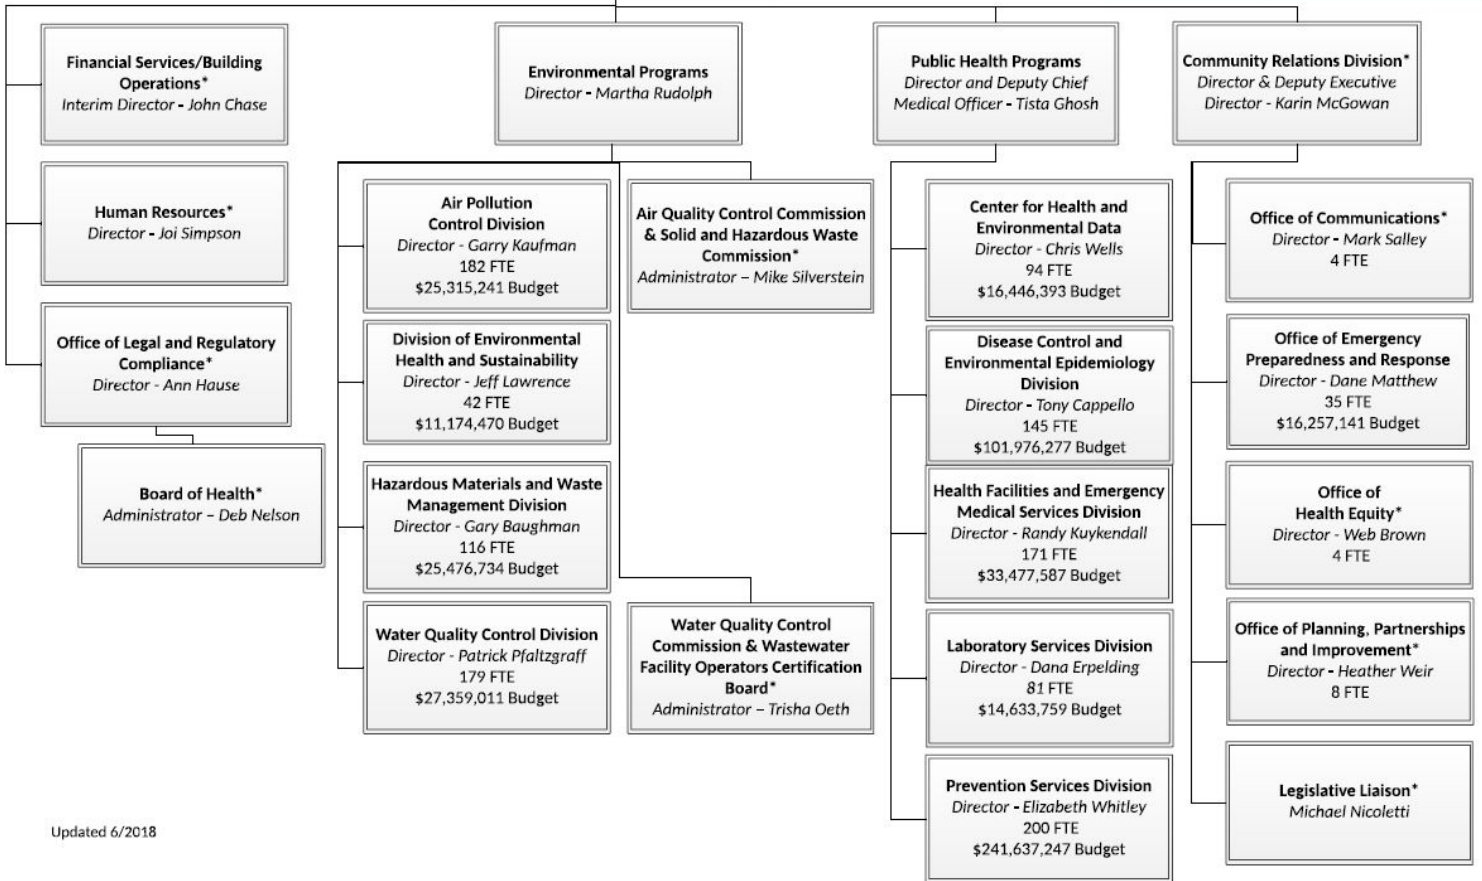 Financial Services/Building
Operations*
Interim Director - John Chase
Human Resources*
Director - Joi Simpson
Office of Legal and Regulatory
Compliance*
Director - Ann Hause
Board of Health*
Administrator – Deb Nelson
Environmental Programs
Director - Martha Rudolph
Air Pollution
Control Division
Director - Garry Kaufman
182 FTE
$25,315,241 Budget
Division of Environmental
Health and Sustainability
Director - Jeff Lawrence
42 FTE
$11,174,470 Budget
Hazardous Materials and Waste
Management Division
Director - Gary Baughman
116 FTE
$25,476,734 Budget
Water Quality Control Division
Director - Patrick Pfaltzgraff
179 FTE
$27,359,011 Budget
Air Quality Control Commission
& Solid and Hazardous Waste
Commission*
Administrator – Mike Silverstein
Water Quality Control
Commission & Wastewater
Facility Operators Certification
Board*
Administrator – Trisha Oeth
Public Health Programs
Director and Deputy Chief
Medical Officer - Tista Ghosh
Center for Health and
Environmental Data
Director - Chris Wells
94 FTE
$16,446,393 Budget
Disease Control and
Environmental Epidemiology
Division
Director - Tony Cappello
145 FTE
$101,976,277 Budget
Health Facilities and Emergency
Medical Services Division
Director - Randy Kuykendall
171 FTE
$33,477,587 Budget
Laboratory Services Division
Director - Dana Erpelding
81 FTE
$14,633,759 Budget
Prevention Services Division
Director - Elizabeth Whitley
200 FTE
$241,637,247 Budget
Community Relations Division*
Director & Deputy Executive
Director - Karin McGowan
Office of Communications*
Director - Mark Salley
4 FTE
Office of Emergency
Preparedness and Response
Director - Dane Matthew
35 FTE
$16,257,141 Budget
Office of
Health Equity*
Director - Web Brown
4 FTE
Office of Planning, Partnerships
and Improvement*
Director - Heather Weir
8 FTE
Legislative Liaison*
Michael Nicoletti
Updated 6/2018